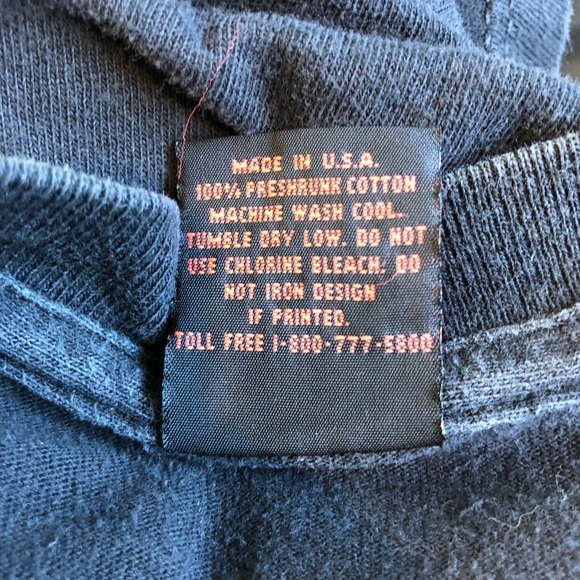 MADE IN U.S.A.
100% PRESHRUNK COTTON
MACHINE WASH COOL.
TUMBLE DRY LOW. DO NOT
USE CHLORINE BLEACH. DO
NOT IRON DESIGN
IF PRINTED.
TOLL FREE 1-800-777-5800